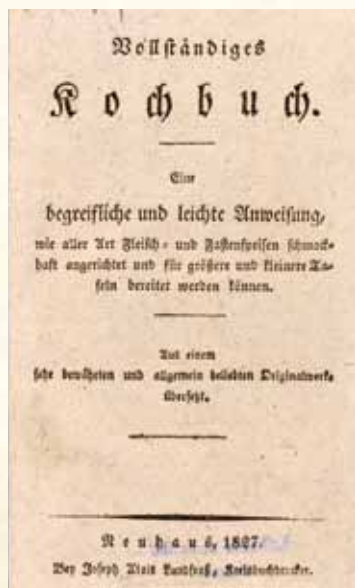 Vollständiges
Kochbuch.
Eine
begreifliche und leichte Anweisung,
wie aller Art Fleisch- und Fastenspeisen schmack-
haft angerichtet und für größere und kleinere Ta-
feln bereitet werden können.
Aus einem
sehr bewährten und allgemein beliebten Originalwerke
übersetzt.
Neuhaus, 1827.
Bey Joseph Alois Landfraß, Kreisbuchdrucker.